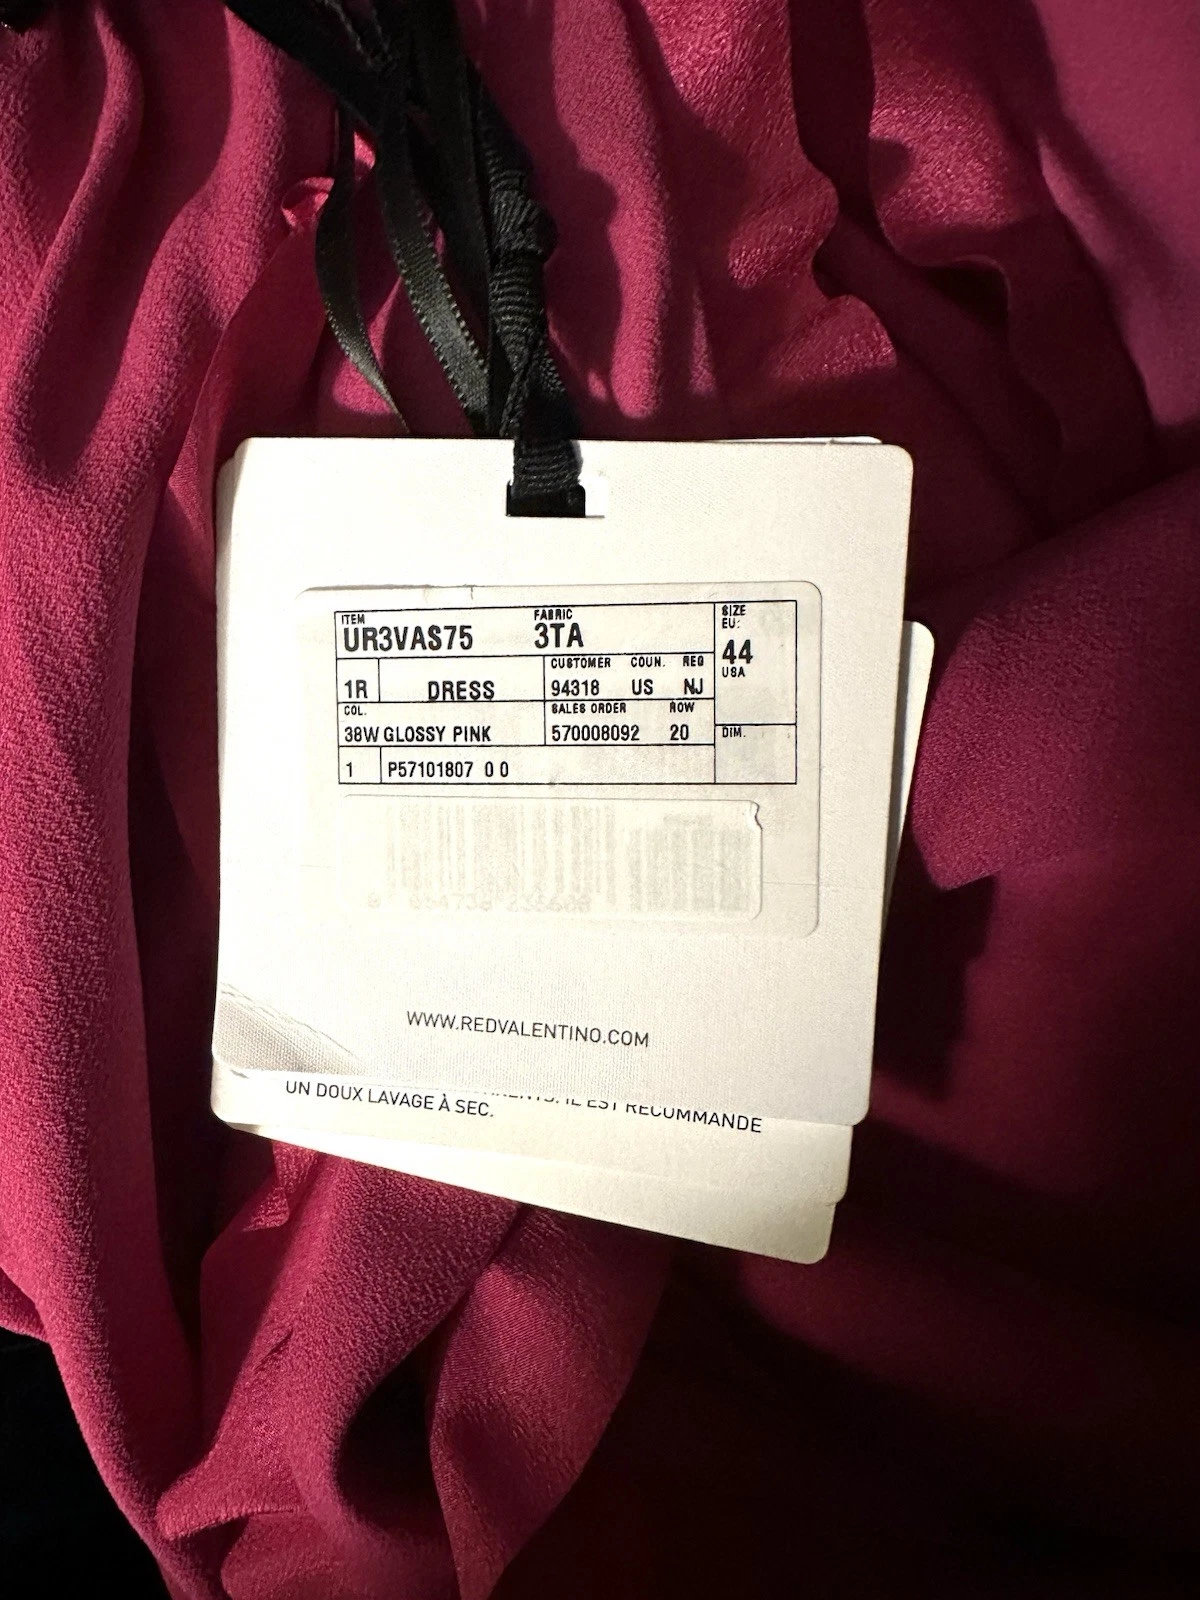 ITEM FABRIC SIZE
EU:
UR3VAS75 3TA 44
USA
CUSTOMER COUN. REG
1R DRESS 94318 US NJ
COL. SALES ORDER ROW
38W GLOSSY PINK 570008092 20 DIM.
1 P57101807 0 0
WWW.REDVALENTINO.COM
IL EST RECOMMANDE
UN DOUX LAVAGE À SEC.